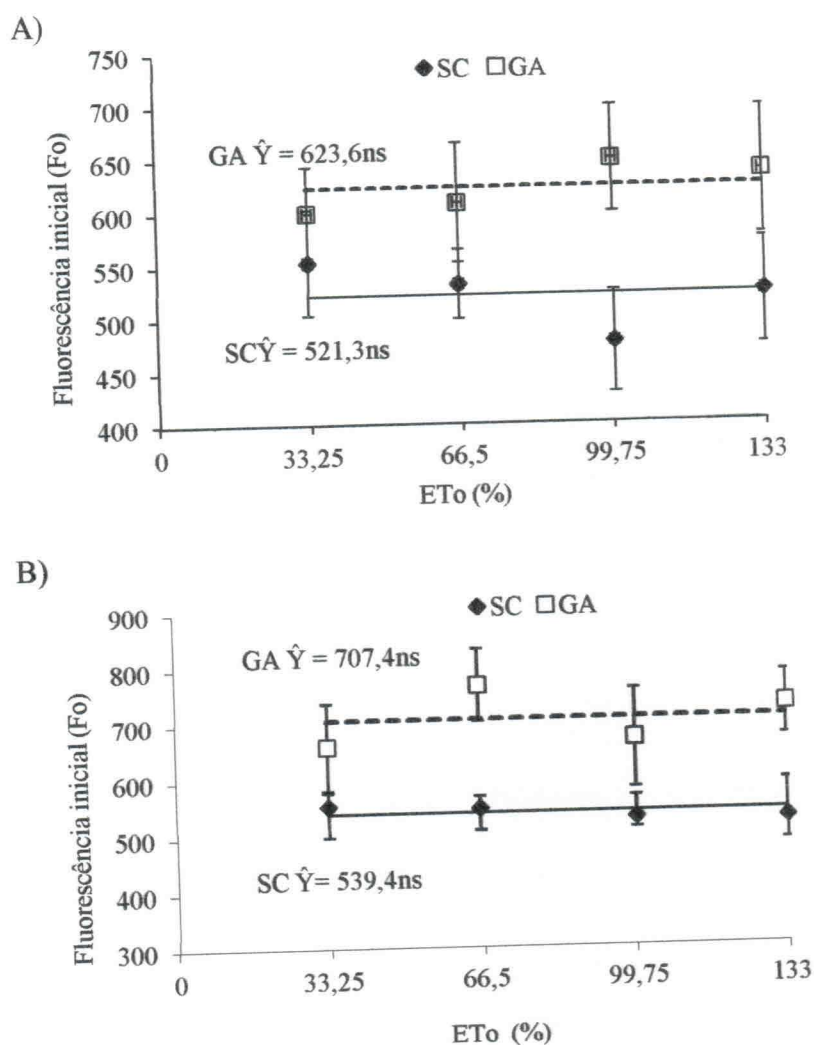 A)
750
700
650
600
550
500
450
400
Fluorescência inicial (Fo)
SC GA
GA Ŷ = 623,6ns
SCŶ = 521,3ns
0 33,25 66,5 99,75 133
ETo (%)
B)
900
800
700
600
500
400
300
Fluorescência inicial (Fo)
SC GA
GA Ŷ = 707,4ns
SC Ŷ= 539,4ns
0 33,25 66,5 99,75 133
ETo (%)